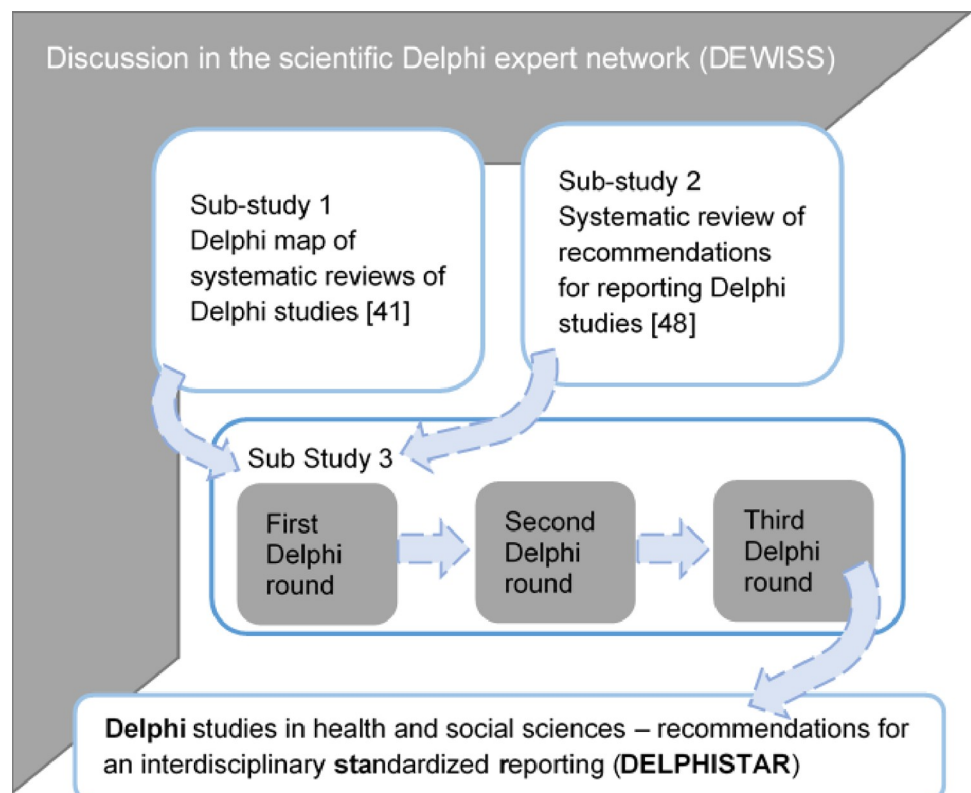 Discussion in the scientific Delphi expert network (DEWISS)
Sub-study 1
Delphi map of
systematic reviews of
Delphi studies [41]
Sub-study 2
Systematic review of
recommendations
for reporting Delphi
studies [48]
Sub Study 3
First
Delphi
round
Second
Delphi
round
Third
Delphi
round
Delphi studies in health and social sciences – recommendations for
an interdisciplinary standardized reporting (DELPHISTAR)